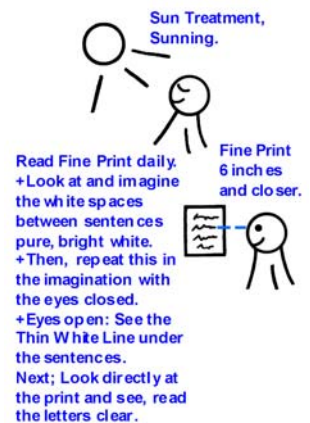 Sun Treatment,
Sunning.
Fine Print
6 inches
and closer.
Read Fine Print daily.
+Look at and imagine
the white spaces
between sentences
pure, bright white.
+Then, repeat this in
the imagination with
the eyes closed.
+Eyes open: See the
Thin White Line under
the sentences.
Next; Look directly at
the print and see, read
the letters clear.